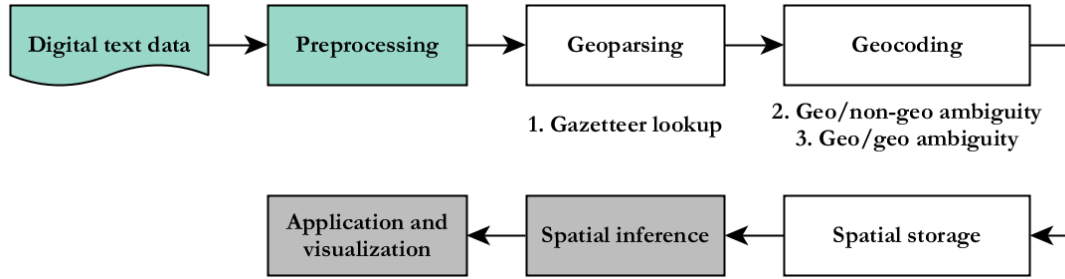 Digital text data
Preprocessing
Geoparsing
Geocoding
1. Gazetteer lookup
2. Geo/non-geo ambiguity
3. Geo/geo ambiguity
Application and
visualization
Spatial inference
Spatial storage